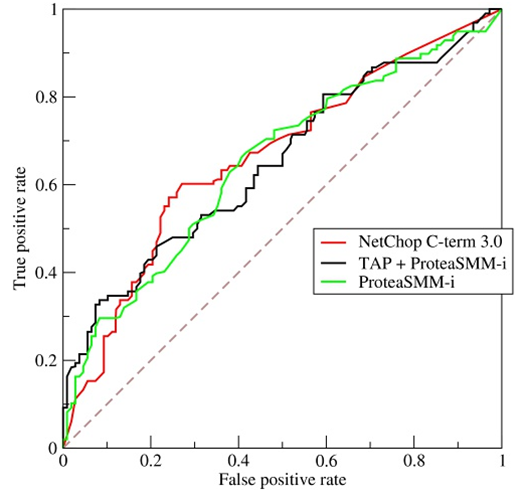 1
0.8
0.6
0.4
0.2
0
True positive rate
NetChop C-term 3.0
TAP + ProteaSMM-i
ProteaSMM-i
0 0.2 0.4 0.6 0.8 1
False positive rate